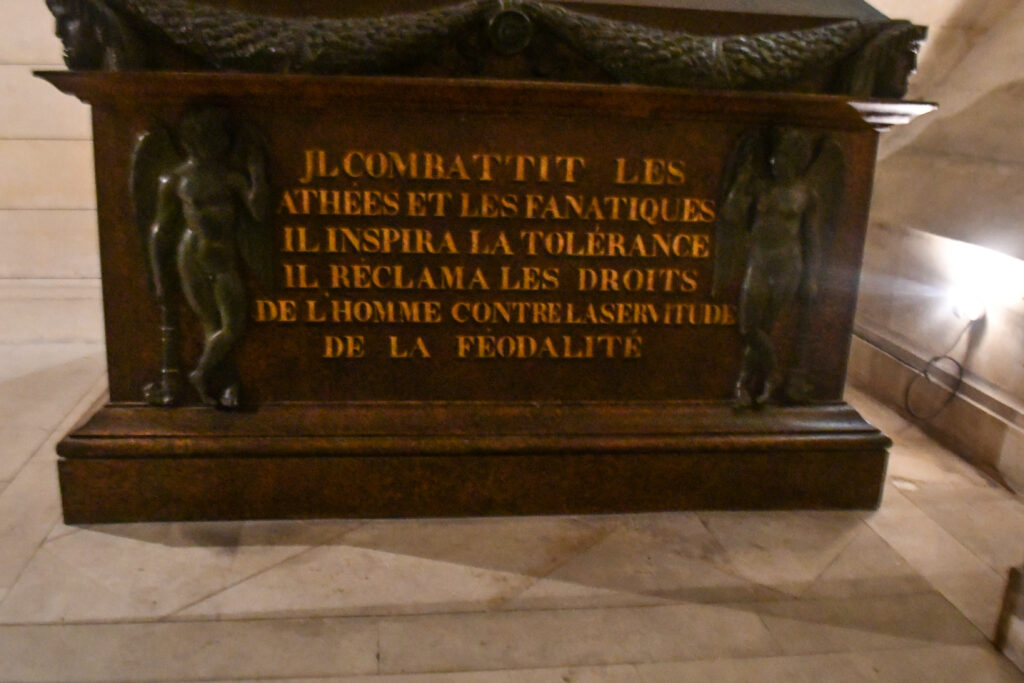 IL COMBATTIT LES
ATHÉES ET LES FANATIQUES
IL INSPIRA LA TOLÉRANCE
IL RÉCLAMA LES DROITS
DE L'HOMME CONTRE LA SERVITUDE
DE LA FÉODALITÉ